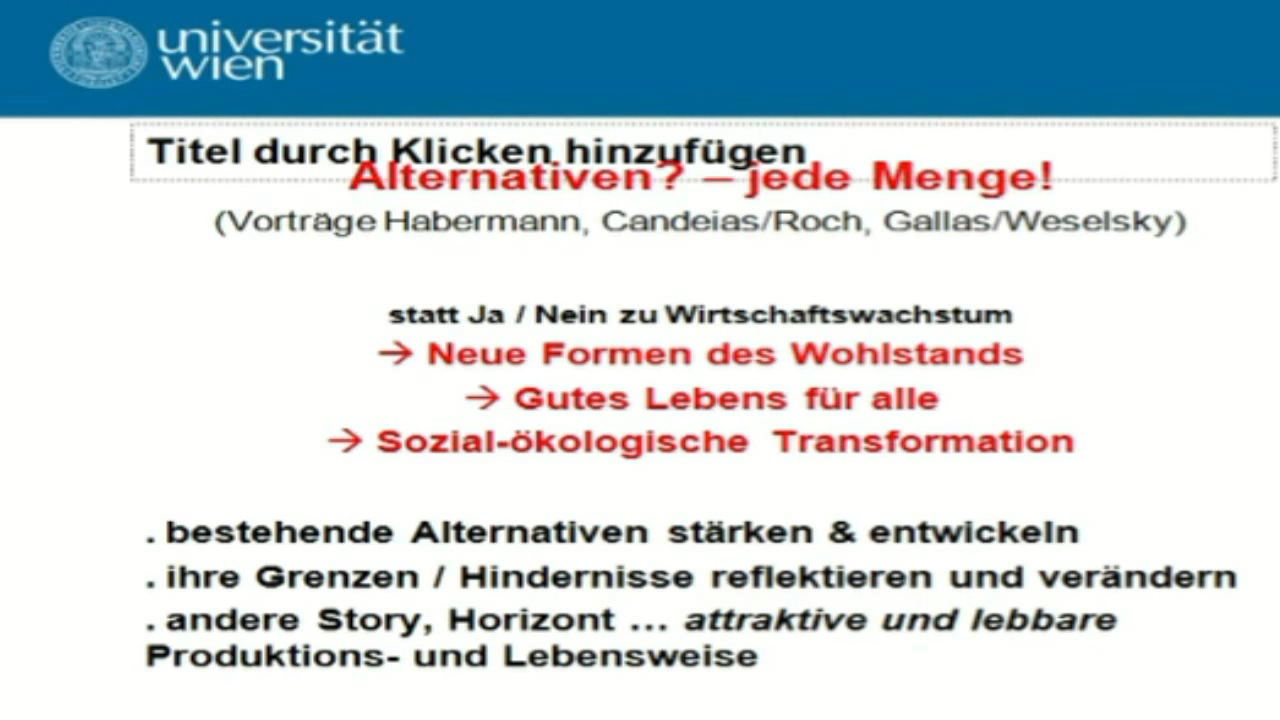 universität
wien
Titel durch Klicken hinzufügen
Alternativen? – jede Menge!
(Vorträge Habermann, Candeias/Roch, Gallas/Weselsky)
statt Ja / Nein zu Wirtschaftswachstum
→ Neue Formen des Wohlstands
→ Gutes Lebens für alle
→ Sozial-ökologische Transformation
. bestehende Alternativen stärken & entwickeln
. ihre Grenzen / Hindernisse reflektieren und verändern
. andere Story, Horizont ... attraktive und lebbare
Produktions- und Lebensweise